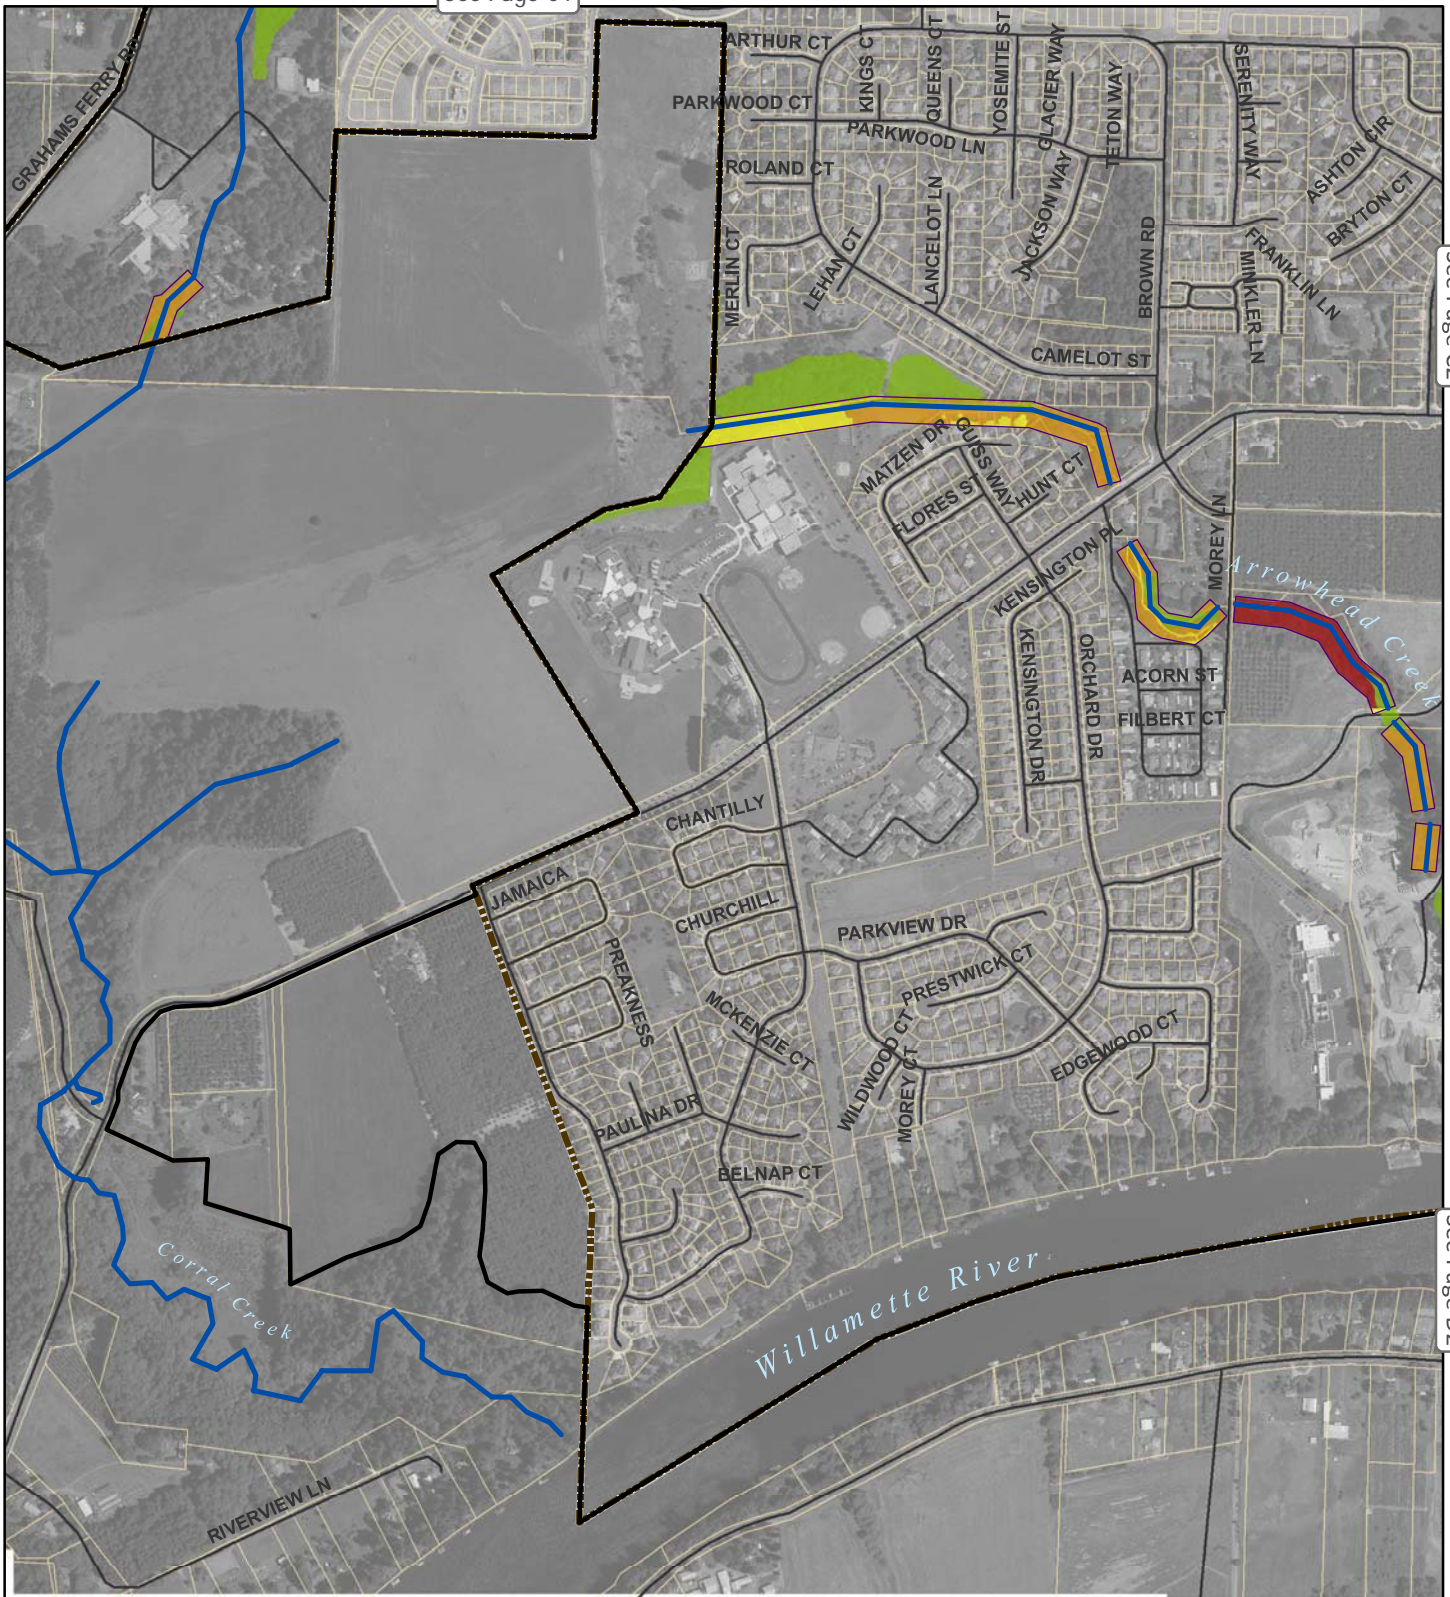 ARTHUR CT
KINGS CT
QUEENS CT
YOSEMITE ST
GLACIER WAY
TETON WAY
SERENITY WAY
GRAHAMS FERRY RD
PARKWOOD CT
PARKWOOD LN
ASHTON CIR
ROLAND CT
BRYTON CT
JACKSON WAY
LANCELOT LN
LEHAN CT
MERLIN CT
BROWN RD
FRANKLIN LN
MINKLER LN
CAMELOT ST
MATZEN DR
GUISS WAY
HUNT CT
FLORES ST
KENSINGTON PL
MOREY LN
Arrowhead Creek
KENSINGTON DR
ORCHARD DR
ACORN ST
FILBERT CT
CHANTILLY
JAMAICA
CHURCHILL
PARKVIEW DR
PREAKNESS
PRESTWICK CT
MCKENZIE CT
WILDWOOD CT
MOREY CT
EDGEWOOD CT
PAULINA DR
BELNAP CT
Corral Creek
Willamette River
RIVERVIEW LN